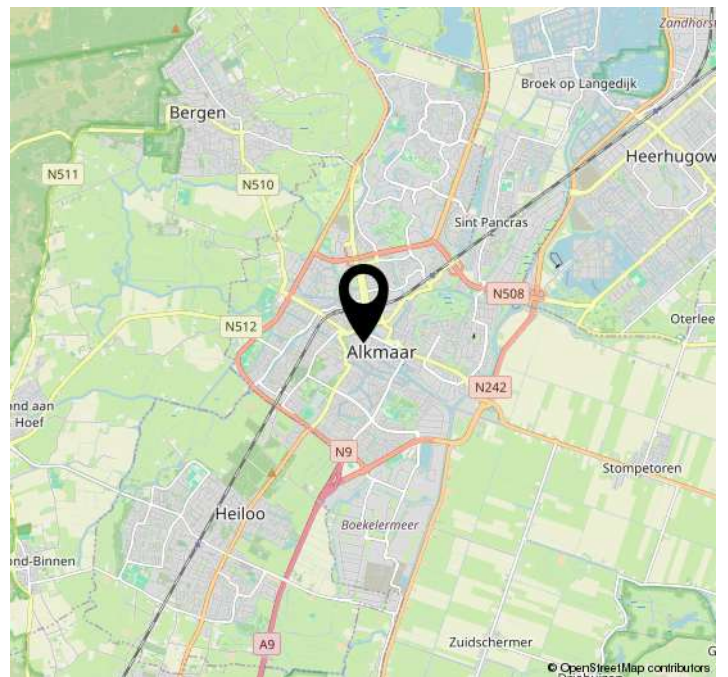 Zandhorst
Broek op Langedijk
Bergen
Heerhugow
N511
N510
Sint Pancras
N508
Oterlee
N512
Alkmaar
N242
ond aan
Hoef
N9
Stompetoren
Heiloo
Boekelermeer
ond-Binnen
A9
Zuidschermer
G
© OpenStreetMap contributors